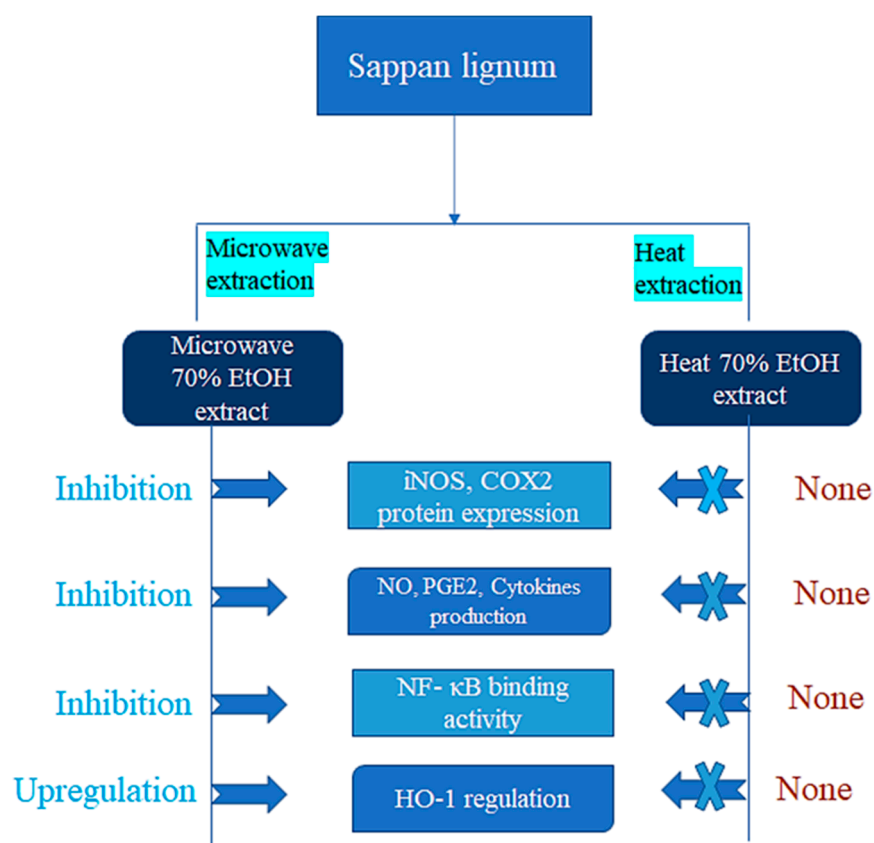 Sappan lignum
Microwave
extraction
Heat
extraction
Microwave
70% EtOH
extract
Heat 70% EtOH
extract
Inhibition
iNOS, COX2
protein expression
None
Inhibition
NO, PGE2, Cytokines
production
None
Inhibition
NF- κB binding
activity
None
Upregulation
HO-1 regulation
None